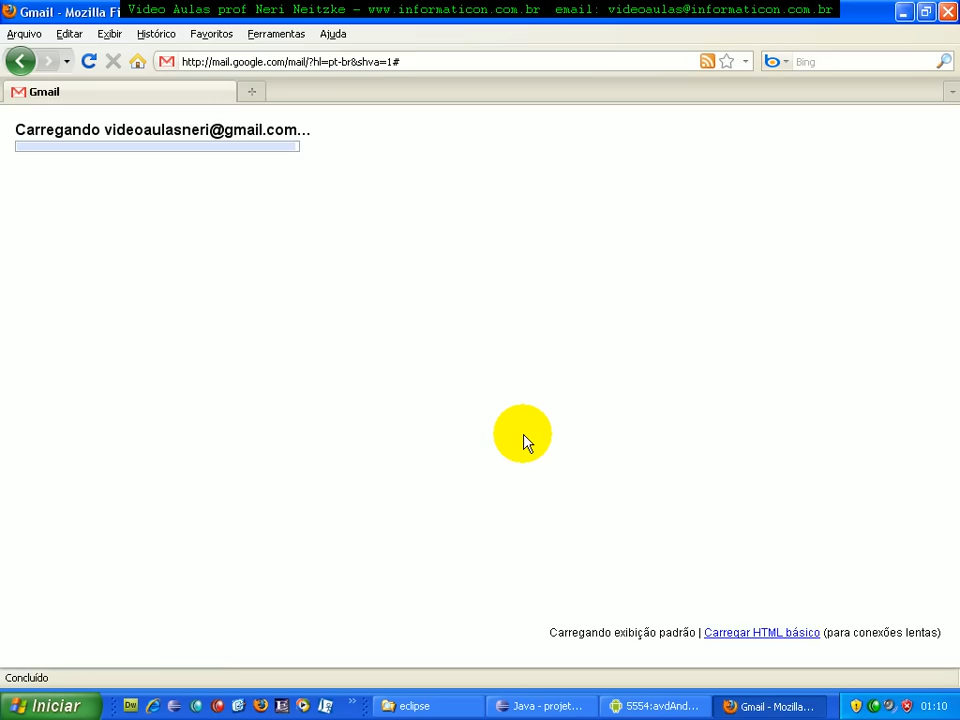 Gmail - Mozilla Fi
Video Aulas prof Neri Neitzke - www.informaticon.com.br email: videoaulas@informaticon.com.br
Arquivo Editar Exibir Histórico Favoritos Ferramentas Ajuda
http://mail.google.com/mail/?hl=pt-br&shva=1#
Bing
Gmail
Carregando videoaulasneri@gmail.com...
Carregando exibição padrão | Carregar HTML básico (para conexões lentas)
Concluído
Iniciar
Dw
eclipse
Java - projet...
5554:avdAnd...
Gmail - Mozilla...
01:10